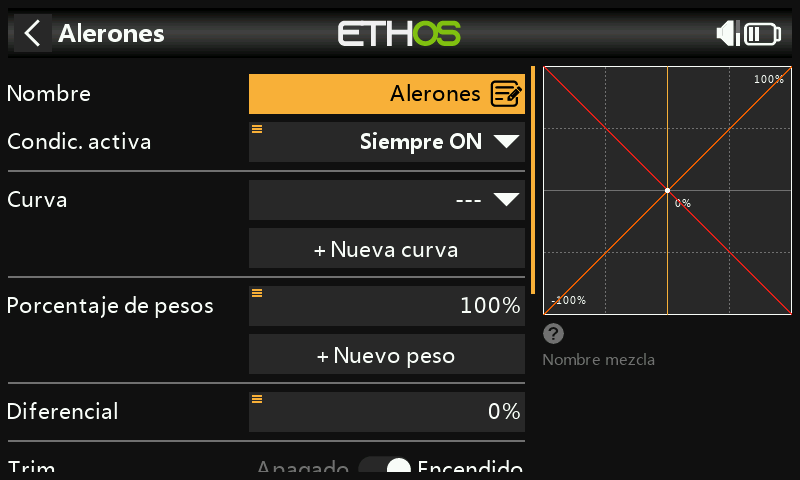 Alerones
ETHOS
Nombre
Alerones
Condic. activa
Siempre ON
Curva
---
+ Nueva curva
Porcentaje de pesos
100%
+ Nuevo peso
Diferencial
0%
Trim
Apagado
Encendido
100%
0%
-100%
?
Nombre mezcla